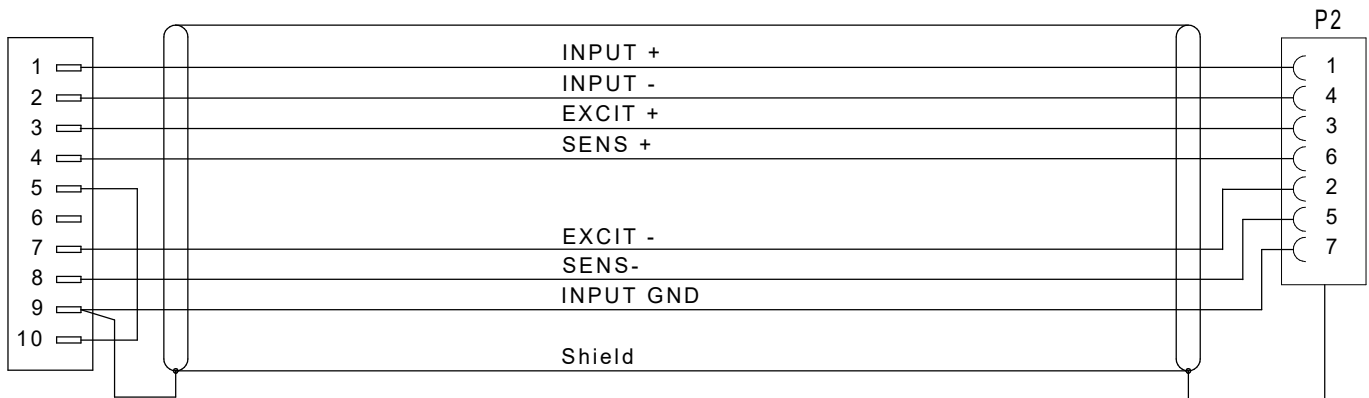 P2
1 INPUT + 1
2 INPUT - 4
3 EXCIT + 3
4 SENS + 6
5 2
6 5
7 EXCIT - 7
8 SENS-
9 INPUT GND
10
Shield